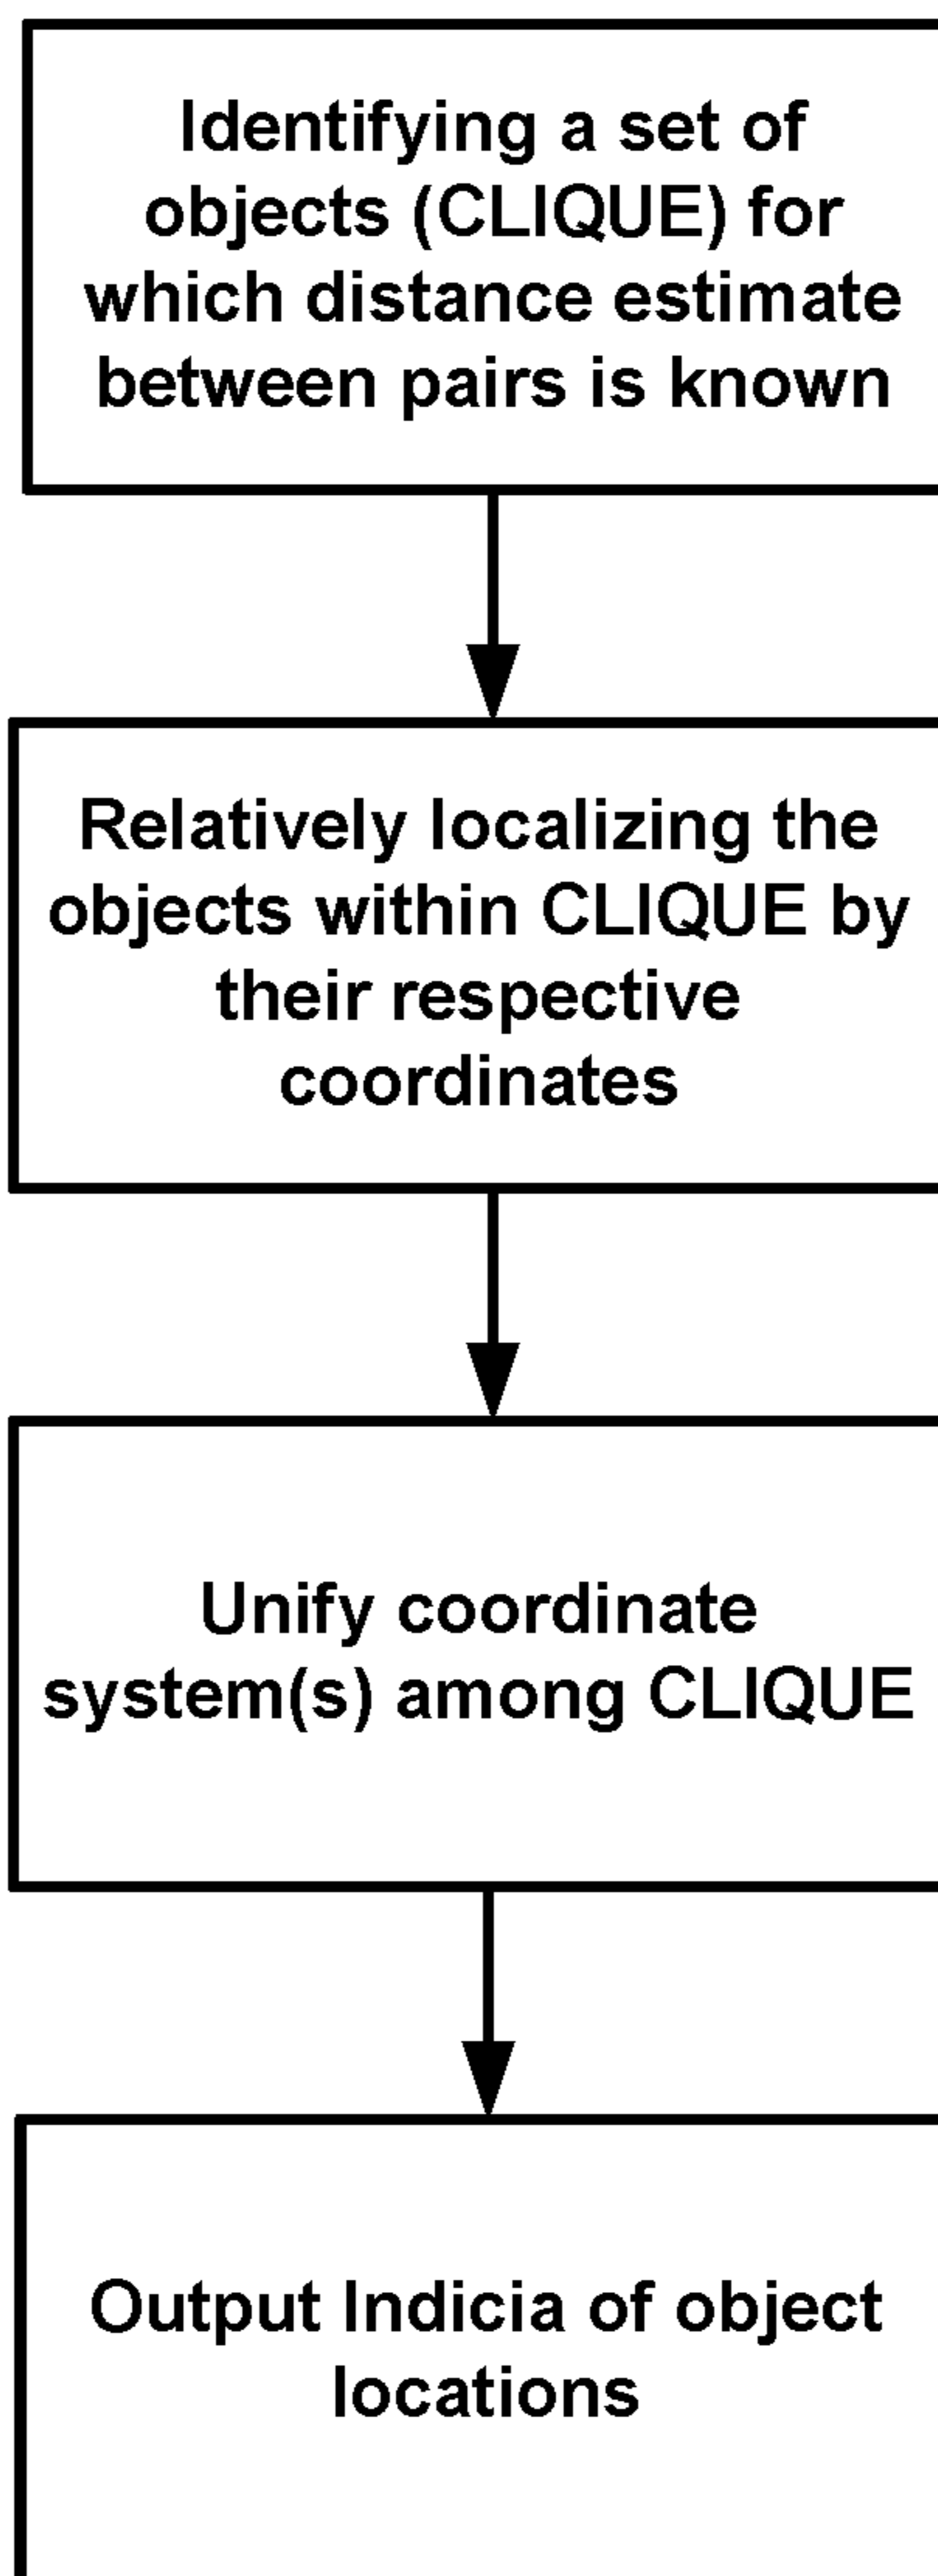 Identifying a set of
objects (CLIQUE) for
which distance estimate
between pairs is known
Relatively localizing the
objects within CLIQUE by
their respective
coordinates
Unify coordinate
system(s) among CLIQUE
Output Indicia of object
locations